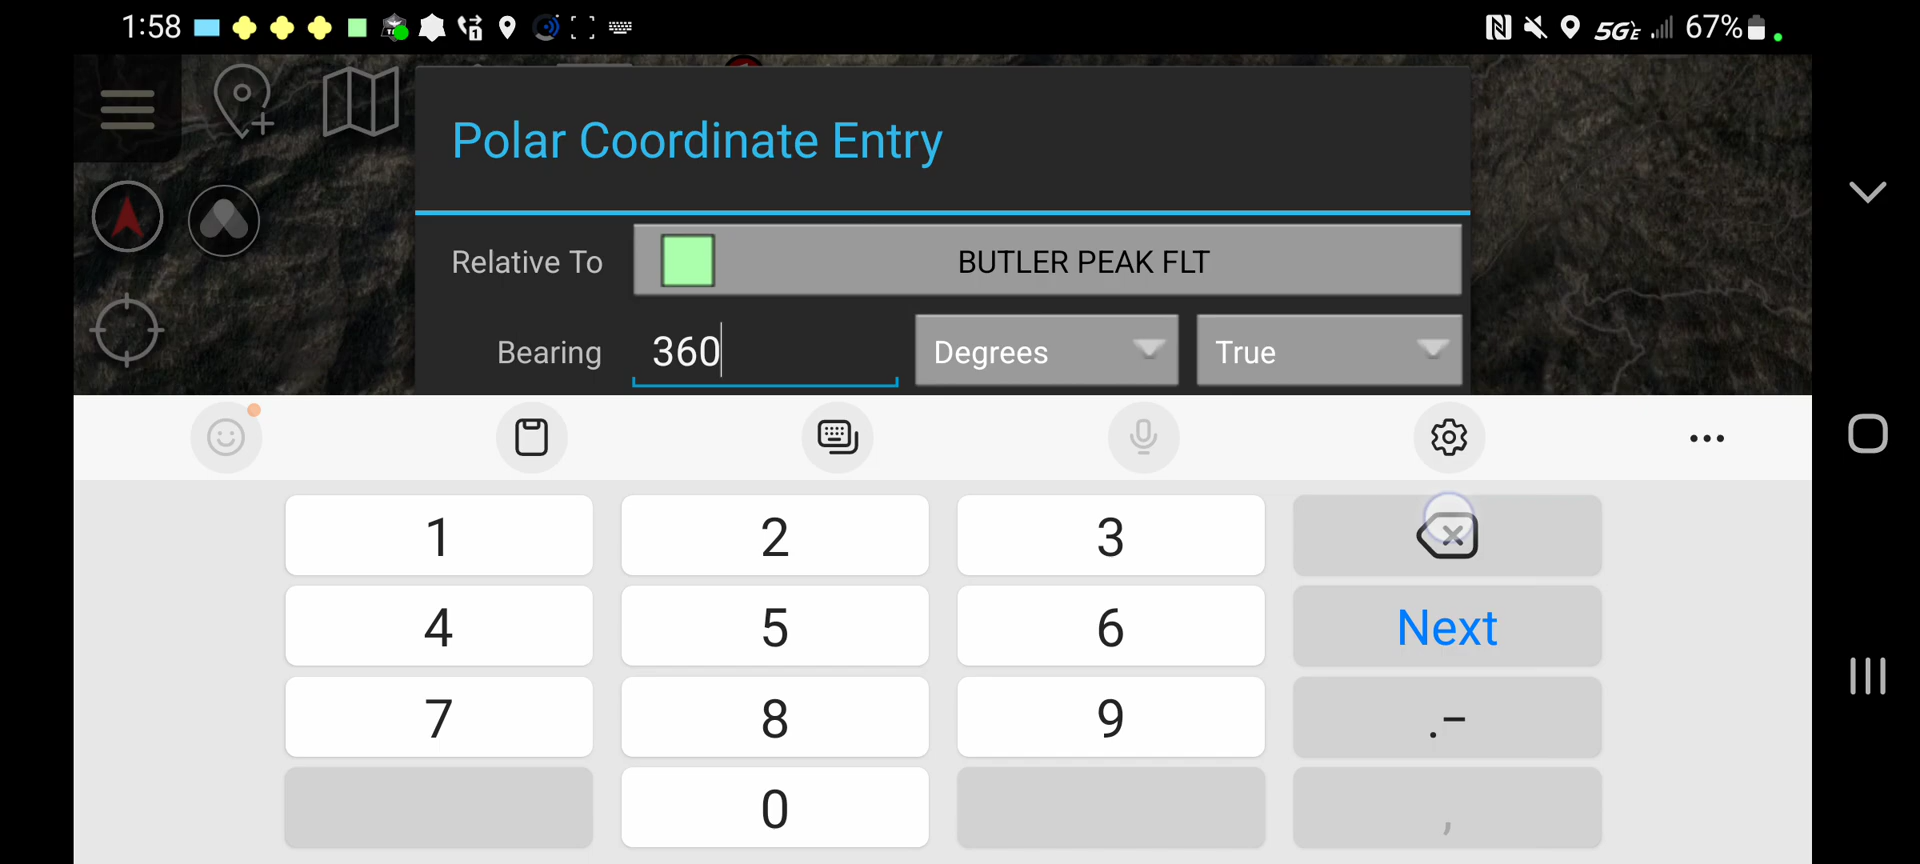 1:58
5GE 67%
Polar Coordinate Entry
Relative To BUTLER PEAK FLT
Bearing 360 Degrees True
1 2 3
4 5 6 Next
7 8 9 .-
0 ,